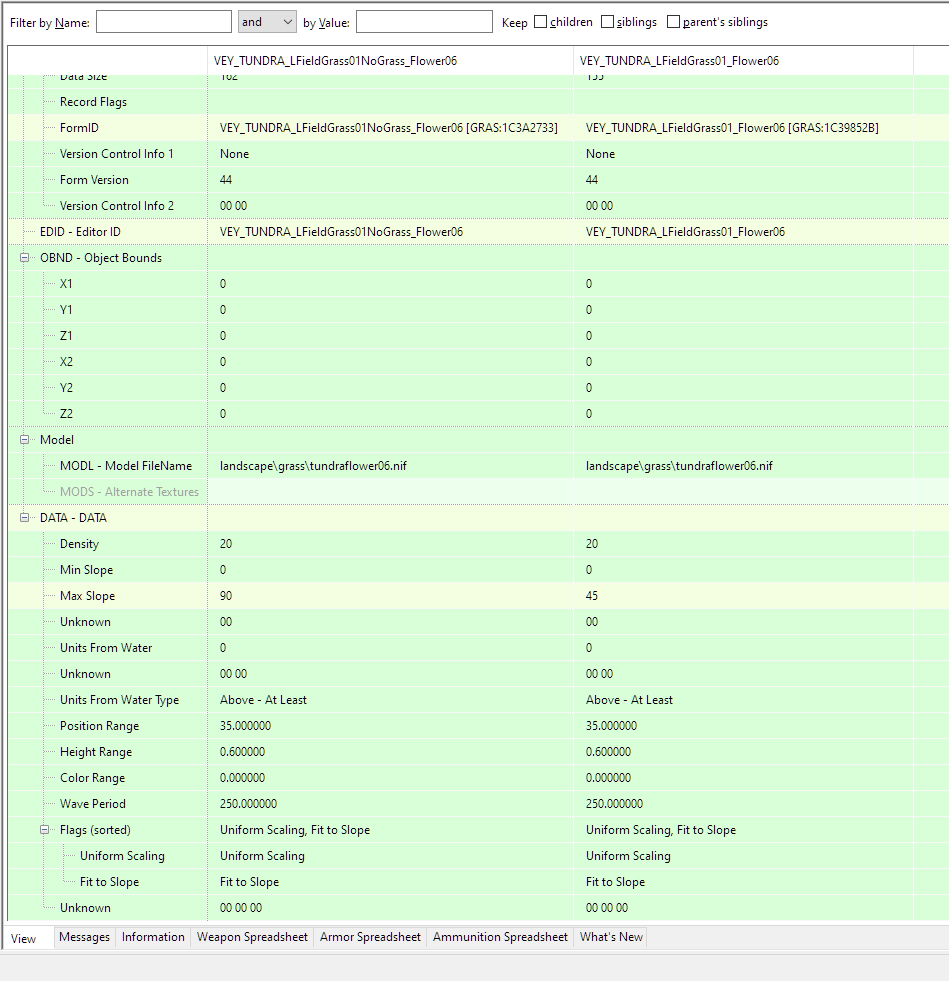 Filter by Name: and by Value: Keep children siblings parent's siblings
VEY_TUNDRA_LFieldGrass01NoGrass_Flower06 VEY_TUNDRA_LFieldGrass01_Flower06
Data Size 162 155
Record Flags
FormID VEY_TUNDRA_LFieldGrass01NoGrass_Flower06 [GRAS:1C3A2733] VEY_TUNDRA_LFieldGrass01_Flower06 [GRAS:1C39852B]
Version Control Info 1 None None
Form Version 44 44
Version Control Info 2 00 00 00 00
EDID - Editor ID VEY_TUNDRA_LFieldGrass01NoGrass_Flower06 VEY_TUNDRA_LFieldGrass01_Flower06
OBND - Object Bounds
X1 0 0
Y1 0 0
Z1 0 0
X2 0 0
Y2 0 0
Z2 0 0
Model
MODL - Model FileName landscape\grass\tundraflower06.nif landscape\grass\tundraflower06.nif
MODS - Alternate Textures
DATA - DATA
Density 20 20
Min Slope 0 0
Max Slope 90 45
Unknown 00 00
Units From Water 0 0
Unknown 00 00 00 00
Units From Water Type Above - At Least Above - At Least
Position Range 35.000000 35.000000
Height Range 0.600000 0.600000
Color Range 0.000000 0.000000
Wave Period 250.000000 250.000000
Flags (sorted) Uniform Scaling, Fit to Slope Uniform Scaling, Fit to Slope
Uniform Scaling Uniform Scaling Uniform Scaling
Fit to Slope Fit to Slope Fit to Slope
Unknown 00 00 00 00 00 00
View Messages Information Weapon Spreadsheet Armor Spreadsheet Ammunition Spreadsheet What's New